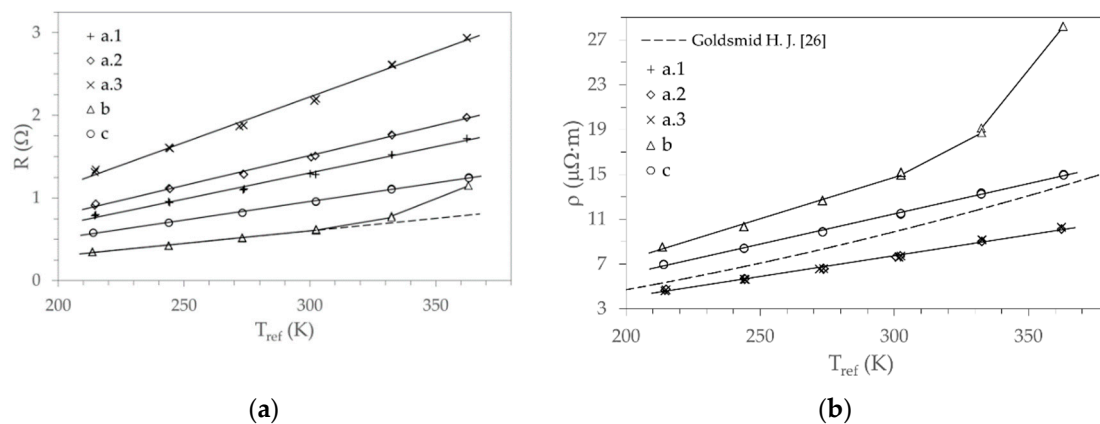 3
2
1
0
R (Ω)
a.1
a.2
a.3
b
c
200
250
300
350
T_ref (K)
(a)
27
23
19
15
11
7
3
ρ (μΩ·m)
Goldsmid H. J. [26]
a.1
a.2
a.3
b
c
200
250
300
350
T_ref (K)
(b)